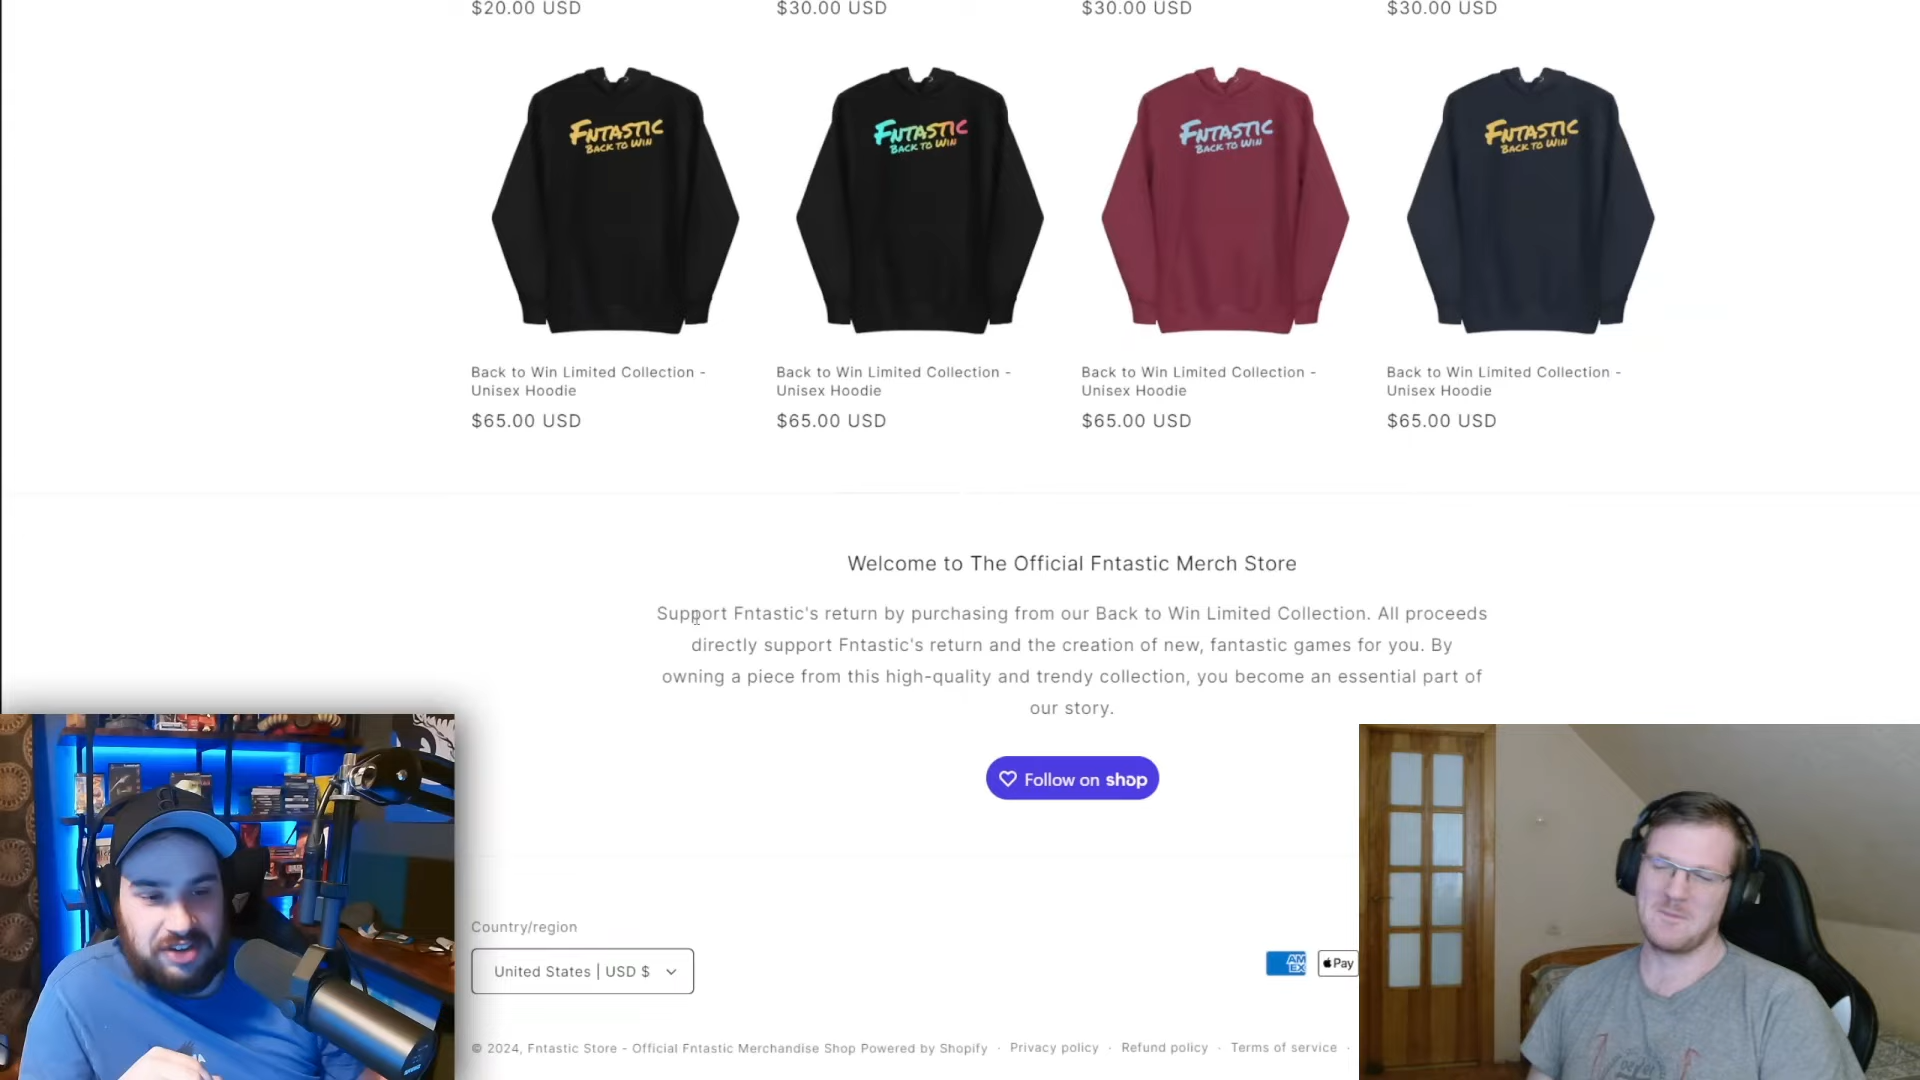 $20.00 USD
$30.00 USD
$30.00 USD
$30.00 USD
FNTASTIC
BACK TO WIN
FNTASTIC
BACK TO WIN
FNTASTIC
BACK TO WIN
FNTASTIC
BACK TO WIN
Back to Win Limited Collection -
Unisex Hoodie
$65.00 USD
Back to Win Limited Collection -
Unisex Hoodie
$65.00 USD
Back to Win Limited Collection -
Unisex Hoodie
$65.00 USD
Back to Win Limited Collection -
Unisex Hoodie
$65.00 USD
Welcome to The Official Fntastic Merch Store
Support Fntastic's return by purchasing from our Back to Win Limited Collection. All proceeds
directly support Fntastic's return and the creation of new, fantastic games for you. By
owning a piece from this high-quality and trendy collection, you become an essential part of
our story.
Follow on shop
Country/region
United States | USD $
AM
EX
Pay
© 2024, Fntastic Store - Official Fntastic Merchandise Shop Powered by Shopify · Privacy policy · Refund policy · Terms of service ·